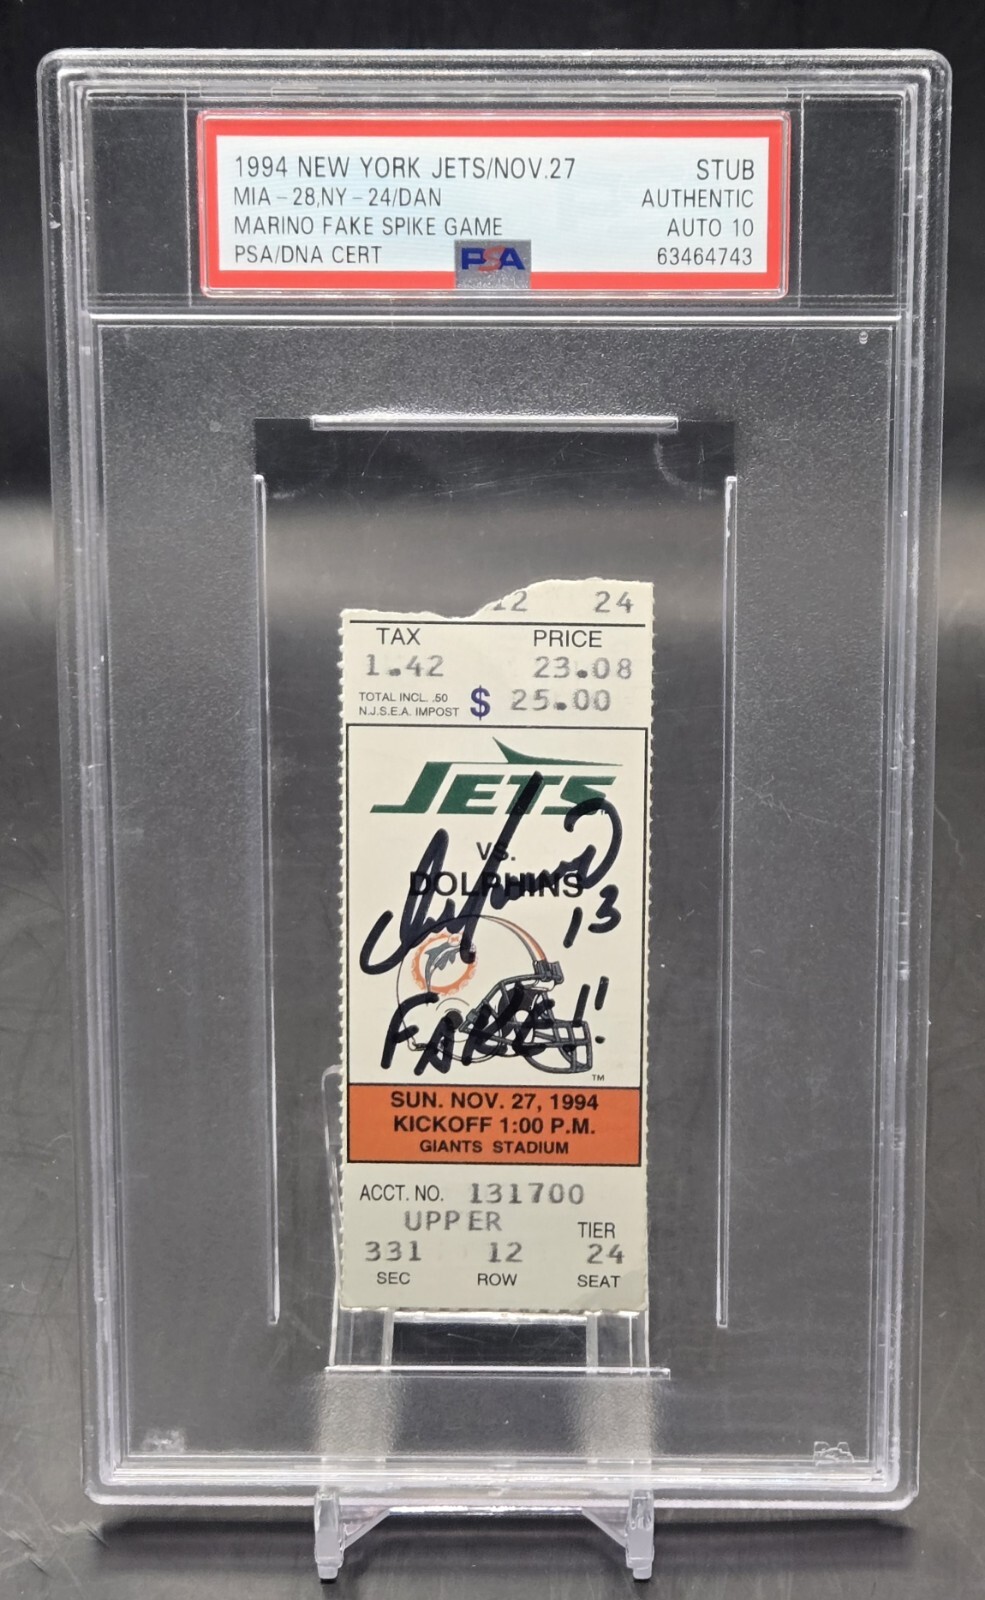 1994 NEW YORK JETS/NOV.27 STUB
MIA - 28,NY - 24/DAN AUTHENTIC
MARINO FAKE SPIKE GAME AUTO 10
PSA/DNA CERT PSA 63464743
12 24
TAX PRICE
1.42 23.08
TOTAL INCL. .50
N.J.S.E.A. IMPOST $ 25.00
JETS
VS.
DOLPHINS
13
FAKE!!
TM
SUN. NOV. 27, 1994
KICKOFF 1:00 P.M.
GIANTS STADIUM
ACCT. NO. 131700
UPPER TIER
331 12 24
SEC ROW SEAT